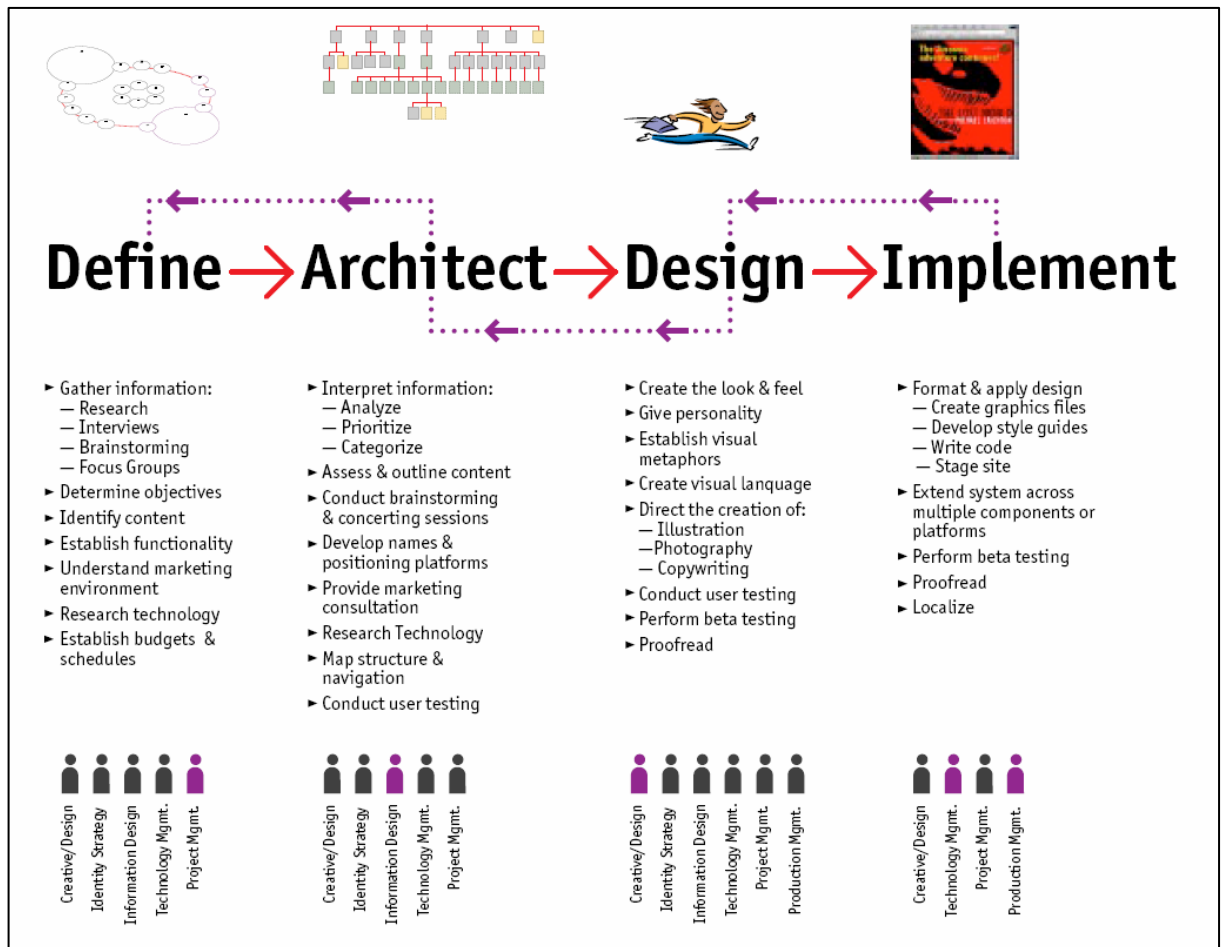 The Dinosaur
adventure continues!
Define
Architect
Design
Implement
► Gather information:
— Research
— Interviews
— Brainstorming
— Focus Groups
► Determine objectives
► Identify content
► Establish functionality
► Understand marketing
environment
► Research technology
► Establish budgets &
schedules
► Interpret information:
— Analyze
— Prioritize
— Categorize
► Assess & outline content
► Conduct brainstorming
& concerting sessions
► Develop names &
positioning platforms
► Provide marketing
consultation
► Research Technology
► Map structure &
navigation
► Conduct user testing
► Create the look & feel
► Give personality
► Establish visual
metaphors
► Create visual language
► Direct the creation of:
— Illustration
—Photography
— Copywriting
► Conduct user testing
► Perform beta testing
► Proofread
► Format & apply design
— Create graphics files
— Develop style guides
— Write code
— Stage site
► Extend system across
multiple components or
platforms
► Perform beta testing
► Proofread
► Localize
Creative/Design
Identity Strategy
Information Design
Technology Mgmt.
Project Mgmt.
Creative/Design
Identity Strategy
Information Design
Technology Mgmt.
Project Mgmt.
Creative/Design
Identity Strategy
Information Design
Technology Mgmt.
Project Mgmt.
Production Mgmt.
Creative/Design
Technology Mgmt.
Project Mgmt.
Production Mgmt.